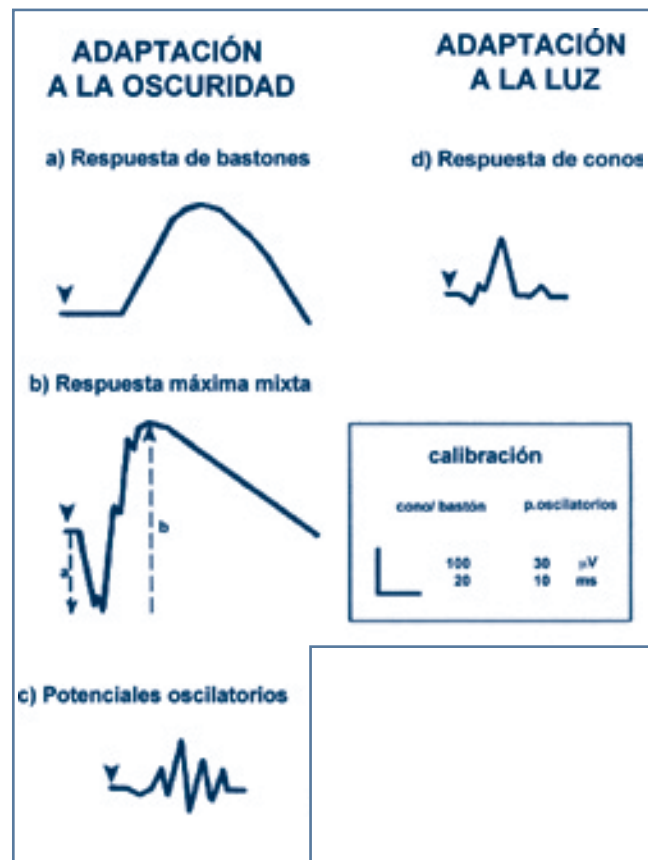 ADAPTACIÓN
A LA OSCURIDAD
a) Respuesta de bastones
b) Respuesta máxima mixta
a
b
c) Potenciales oscilatorios
ADAPTACIÓN
A LA LUZ
d) Respuesta de conos
calibración
cono/ bastón p.oscilatorios
100 30 µV
20 10 ms